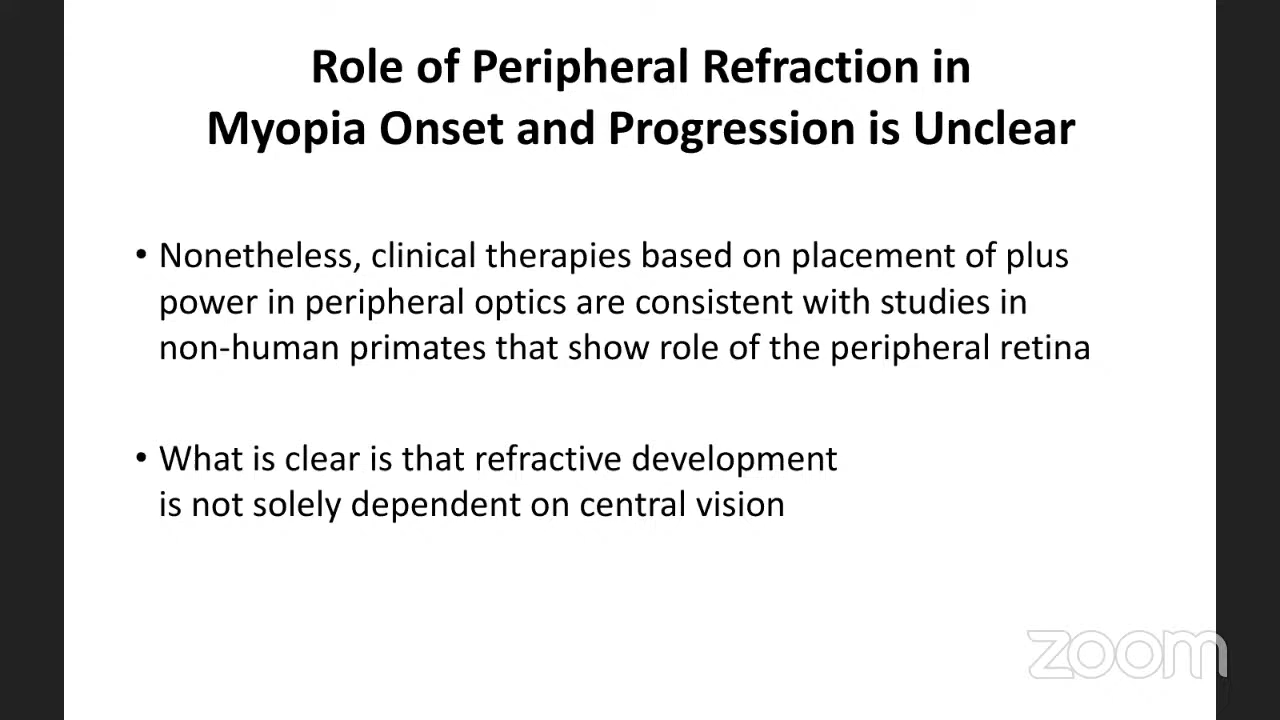 Role of Peripheral Refraction in
Myopia Onset and Progression is Unclear
• Nonetheless, clinical therapies based on placement of plus
power in peripheral optics are consistent with studies in
non-human primates that show role of the peripheral retina
• What is clear is that refractive development
is not solely dependent on central vision
zoom